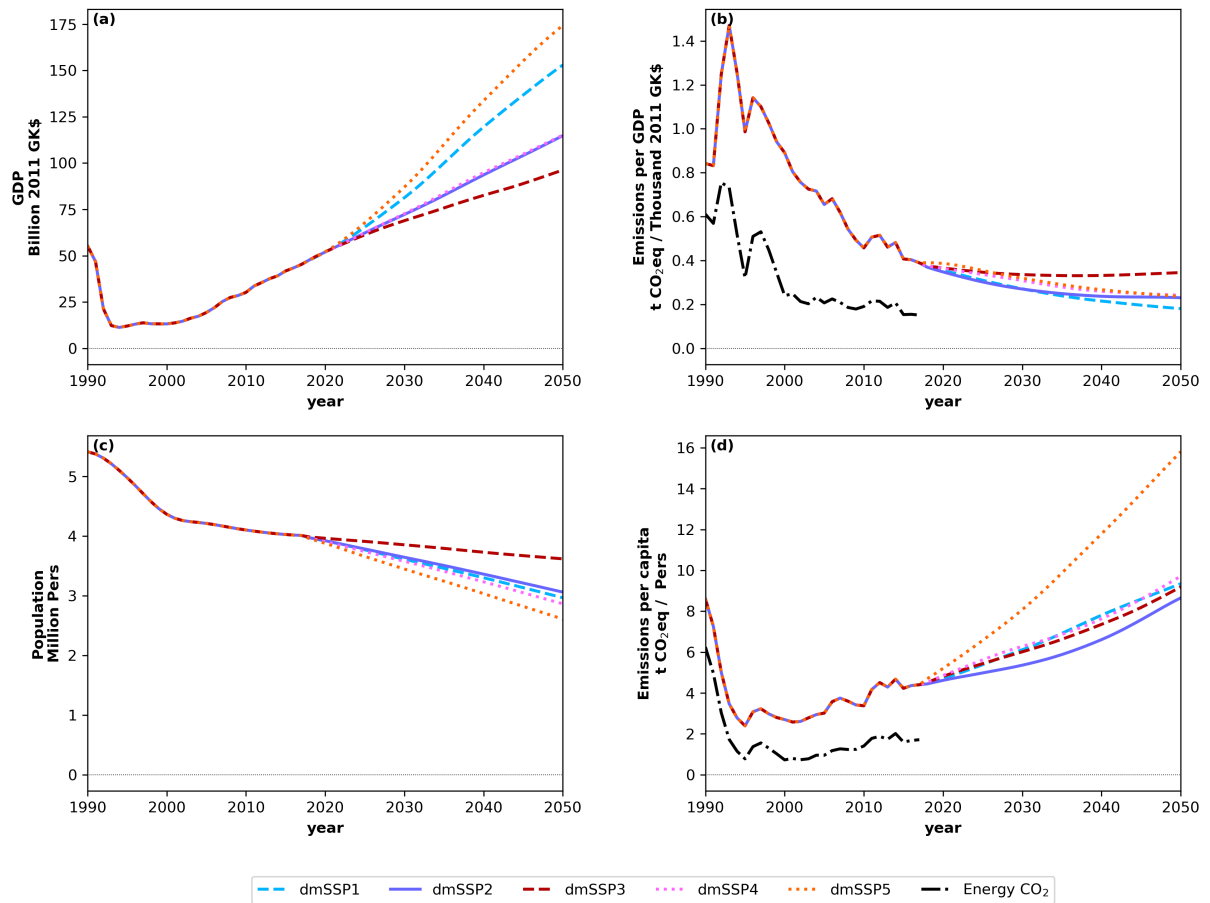 (a)
GDP
Billion 2011 GK$
175
150
125
100
75
50
25
0
1990 2000 2010 2020 2030 2040 2050
year
(b)
Emissions per GDP
t CO₂eq / Thousand 2011 GK$
1.4
1.2
1.0
0.8
0.6
0.4
0.2
0.0
1990 2000 2010 2020 2030 2040 2050
year
(c)
Population
Million Pers
5
4
3
2
1
0
1990 2000 2010 2020 2030 2040 2050
year
(d)
Emissions per capita
t CO₂eq / Pers
16
14
12
10
8
6
4
2
0
1990 2000 2010 2020 2030 2040 2050
year
dmSSP1 dmSSP2 dmSSP3 dmSSP4 dmSSP5 Energy CO₂